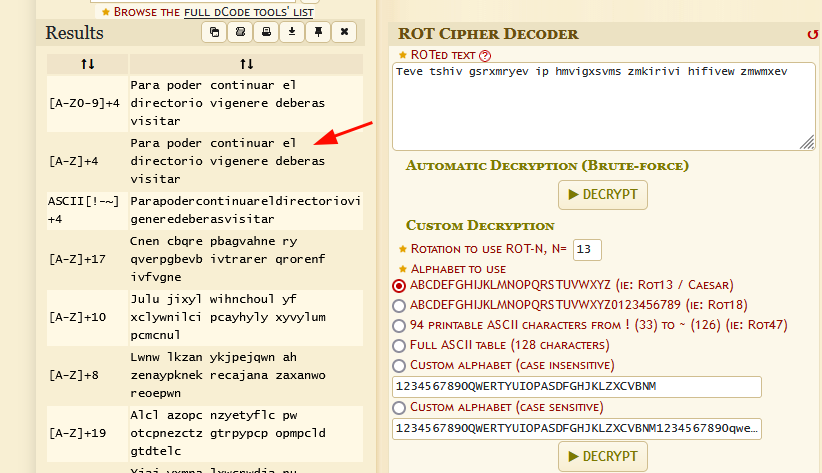 ★ Browse the full dCode tools' list
Results
↑↓ ↑↓
[A-Z0-9]+4
Para poder continuar el
directorio vigenere deberas
visitar
[A-Z]+4
Para poder continuar el
directorio vigenere deberas
visitar
ASCII[!-~]
+4
Parapodercontinuareldirectoriovi
generedeberasvisitar
[A-Z]+17
Cnen cbqre pbagvahne ry
qverpgbevb ivtrarer qrorenf
ivfvgne
[A-Z]+10
Julu jixyl wihnchoul yf
xclywnilci pcayhyly xyvylum
pcmcnul
[A-Z]+8
Lwnw lkzan ykjpejqwn ah
zenaypknek recajana zaxanwo
reoepwn
[A-Z]+19
Alcl azopc nzyetyflc pw
otcpnezctz gtrpypcp opmpcld
gtdtelc
ROT Cipher Decoder
★ ROTed text ?
Teve tshiv gsrxmryev ip hmvigxsvms zmkirivi hifivew zmwmxev
Automatic Decryption (Brute-force)
▶ DECRYPT
Custom Decryption
★ Rotation to use ROT-N, N= 13
★ Alphabet to use
ABCDEFGHIJKLMNOPQRSTUVWXYZ (ie: Rot13 / Caesar)
ABCDEFGHIJKLMNOPQRSTUVWXYZ0123456789 (ie: Rot18)
94 printable ASCII characters from ! (33) to ~ (126) (ie: Rot47)
Full ASCII table (128 characters)
Custom alphabet (case insensitive)
1234567890QWERTYUIOPASDFGHJKLZXCVBNM
Custom alphabet (case sensitive)
1234567890QWERTYUIOPASDFGHJKLZXCVBNM1234567890qwe…
▶ DECRYPT